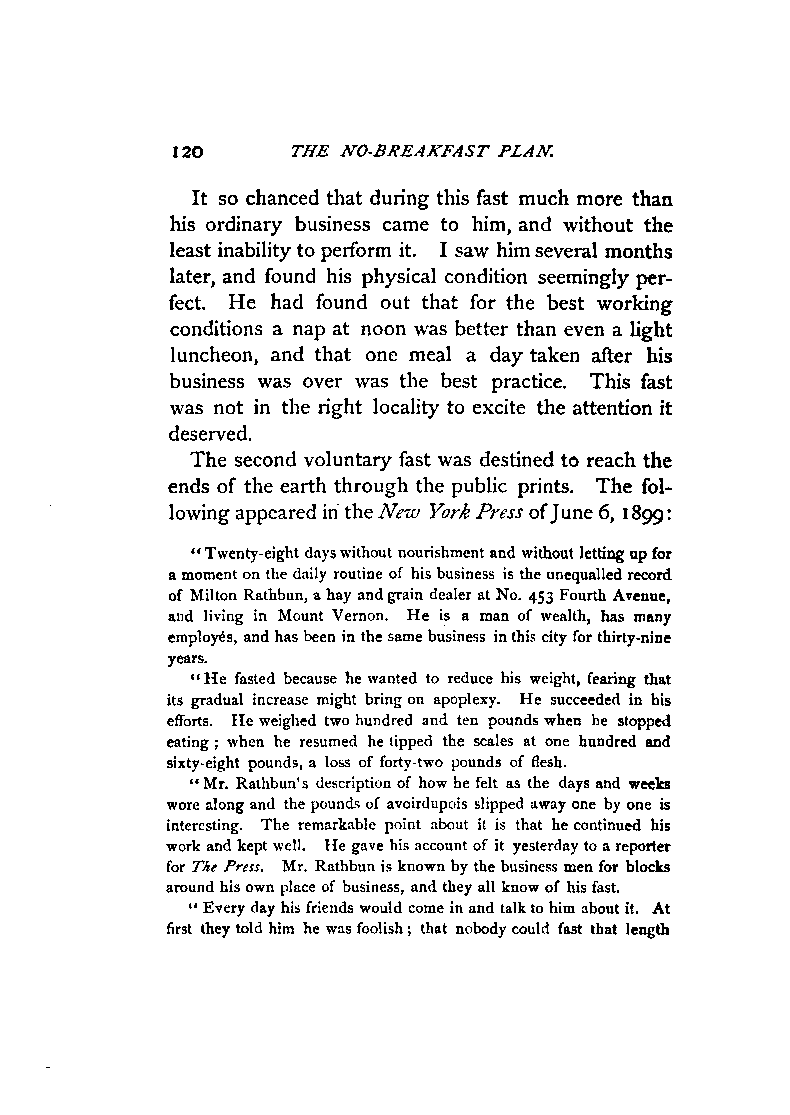 120 THE NO-BREAKFAST PLAN.
It so chanced that during this fast much more than
his ordinary business came to him, and without the
least inability to perform it. I saw him several months
later, and found his physical condition seemingly per-
fect. He had found out that for the best working
conditions a nap at noon was better than even a light
luncheon, and that one meal a day taken after his
business was over was the best practice. This fast
was not in the right locality to excite the attention it
deserved.
The second voluntary fast was destined to reach the
ends of the earth through the public prints. The fol-
lowing appeared in the New York Press of June 6, 1899:
“Twenty-eight days without nourishment and without letting up for
a moment on the daily routine of his business is the unequalled record
of Milton Rathbun, a hay and grain dealer at No. 453 Fourth Avenue,
and living in Mount Vernon. He is a man of wealth, has many
employés, and has been in the same business in this city for thirty-nine
years.
“He fasted because he wanted to reduce his weight, fearing that
its gradual increase might bring on apoplexy. He succeeded in his
efforts. He weighed two hundred and ten pounds when he stopped
eating; when he resumed he tipped the scales at one hundred and
sixty-eight pounds, a loss of forty-two pounds of flesh.
“Mr. Rathbun's description of how he felt as the days and weeks
wore along and the pounds of avoirdupois slipped away one by one is
interesting. The remarkable point about it is that he continued his
work and kept well. He gave his account of it yesterday to a reporter
for The Press. Mr. Rathbun is known by the business men for blocks
around his own place of business, and they all know of his fast.
“Every day his friends would come in and talk to him about it. At
first they told him he was foolish; that nobody could fast that length